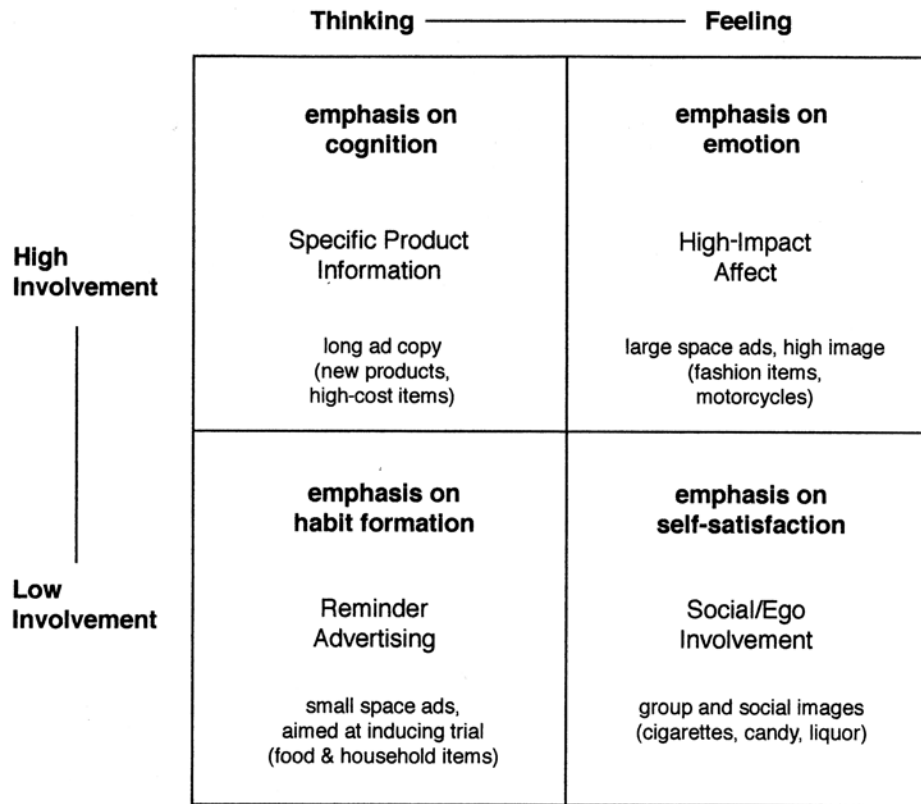 Thinking
Feeling
emphasis on
cognition
emphasis on
emotion
High
Involvement
Specific Product
Information
High-Impact
Affect
long ad copy
(new products,
high-cost items)
large space ads, high image
(fashion items,
motorcycles)
emphasis on
habit formation
emphasis on
self-satisfaction
Low
Involvement
Reminder
Advertising
Social/Ego
Involvement
small space ads,
aimed at inducing trial
(food & household items)
group and social images
(cigarettes, candy, liquor)